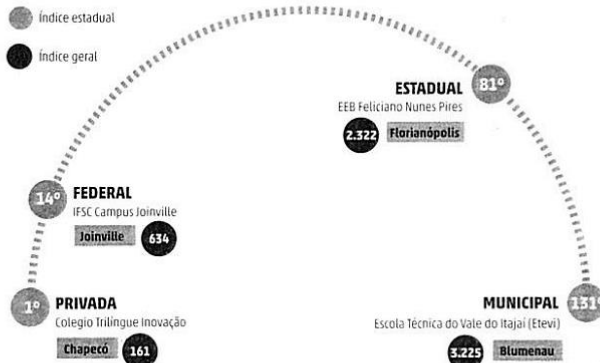 Índice estadual
Índice geral
81º
ESTADUAL
EEB Feliciano Nunes Pires
2.322 Florianópolis
14º
FEDERAL
IFSC Campus Joinville
Joinville 634
1º
PRIVADA
Colegio Trilíngue Inovação
Chapecó 161
MUNICIPAL 131º
Escola Técnica do Vale do Itajaí (Etevi)
3.225 Blumenau